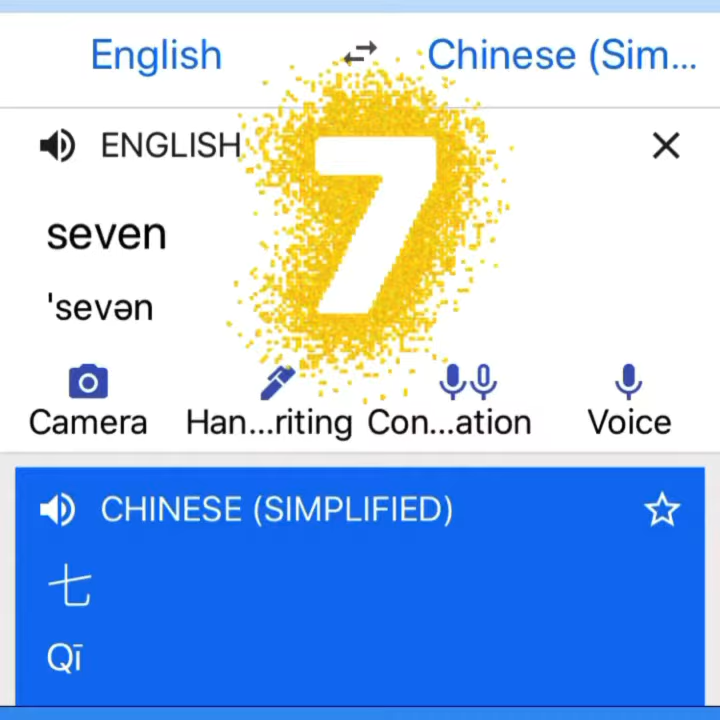 English Chinese (Sim...
ENGLISH
7
seven
'sevən
Camera Han...riting Con...ation Voice
CHINESE (SIMPLIFIED)
七
Qī